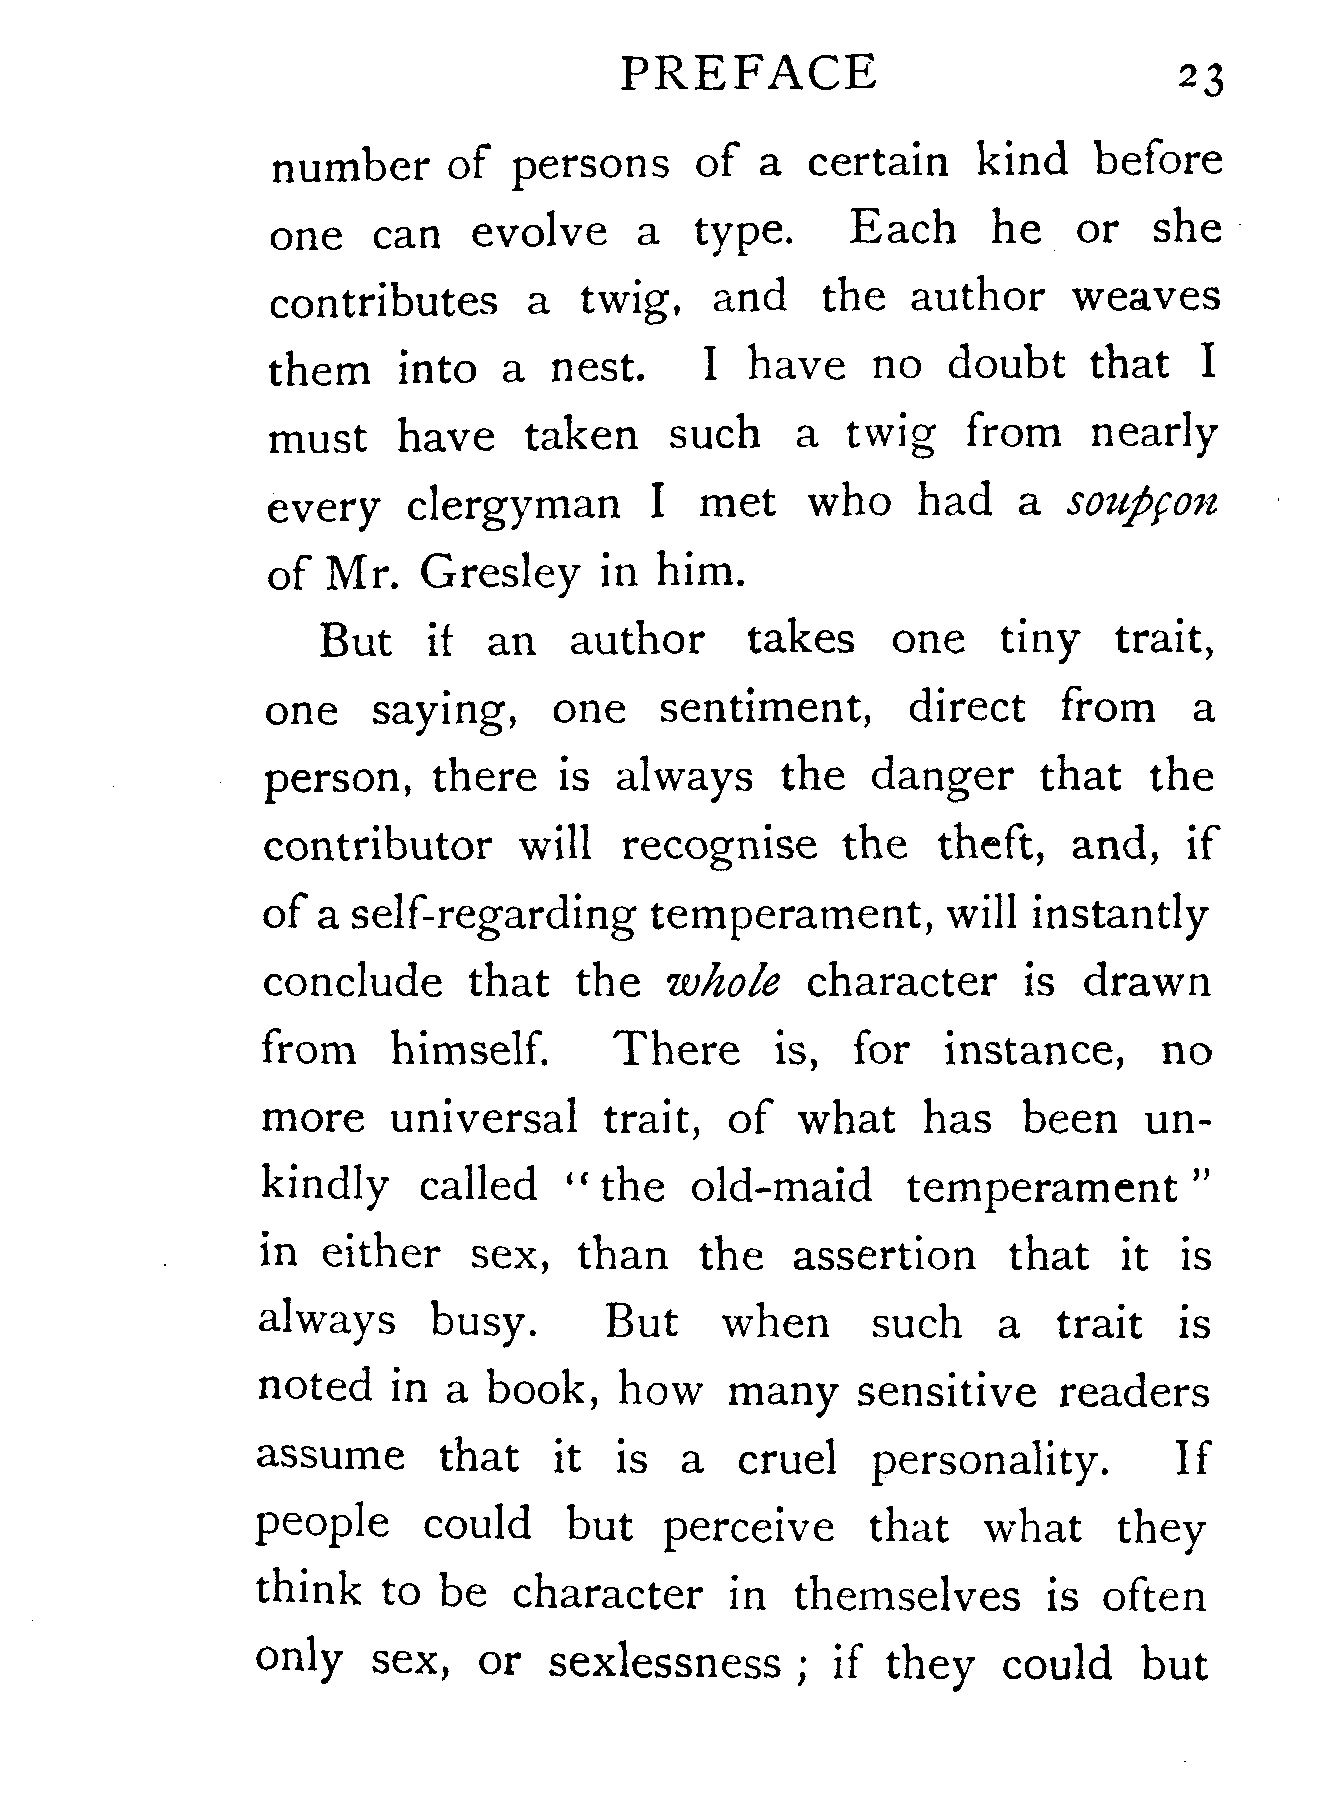 PREFACE 23
number of persons of a certain kind before
one can evolve a type. Each he or she
contributes a twig, and the author weaves
them into a nest. I have no doubt that I
must have taken such a twig from nearly
every clergyman I met who had a soupçon
of Mr. Gresley in him.
But if an author takes one tiny trait,
one saying, one sentiment, direct from a
person, there is always the danger that the
contributor will recognise the theft, and, if
of a self-regarding temperament, will instantly
conclude that the whole character is drawn
from himself. There is, for instance, no
more universal trait, of what has been un-
kindly called “the old-maid temperament”
in either sex, than the assertion that it is
always busy. But when such a trait is
noted in a book, how many sensitive readers
assume that it is a cruel personality. If
people could but perceive that what they
think to be character in themselves is often
only sex, or sexlessness ; if they could but